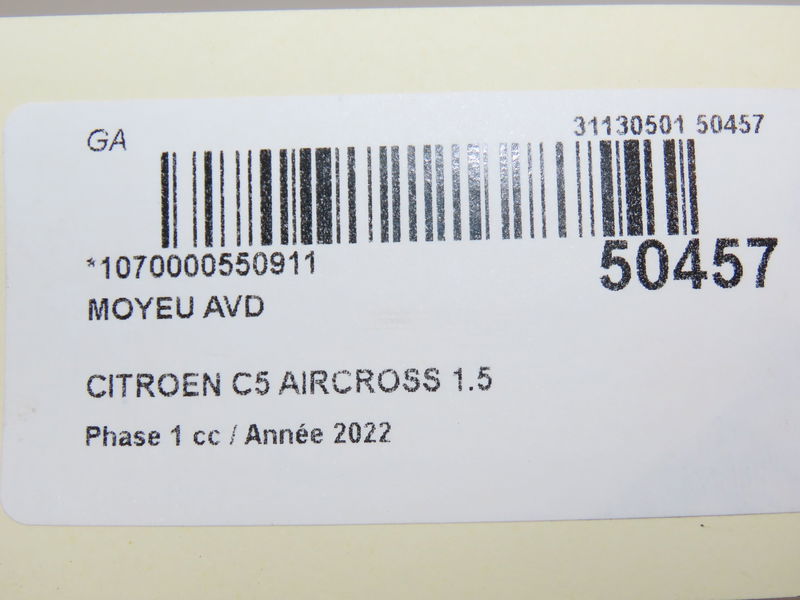 GA
31130501 50457
*1070000550911
50457
MOYEU AVD
CITROEN C5 AIRCROSS 1.5
Phase 1 cc / Année 2022